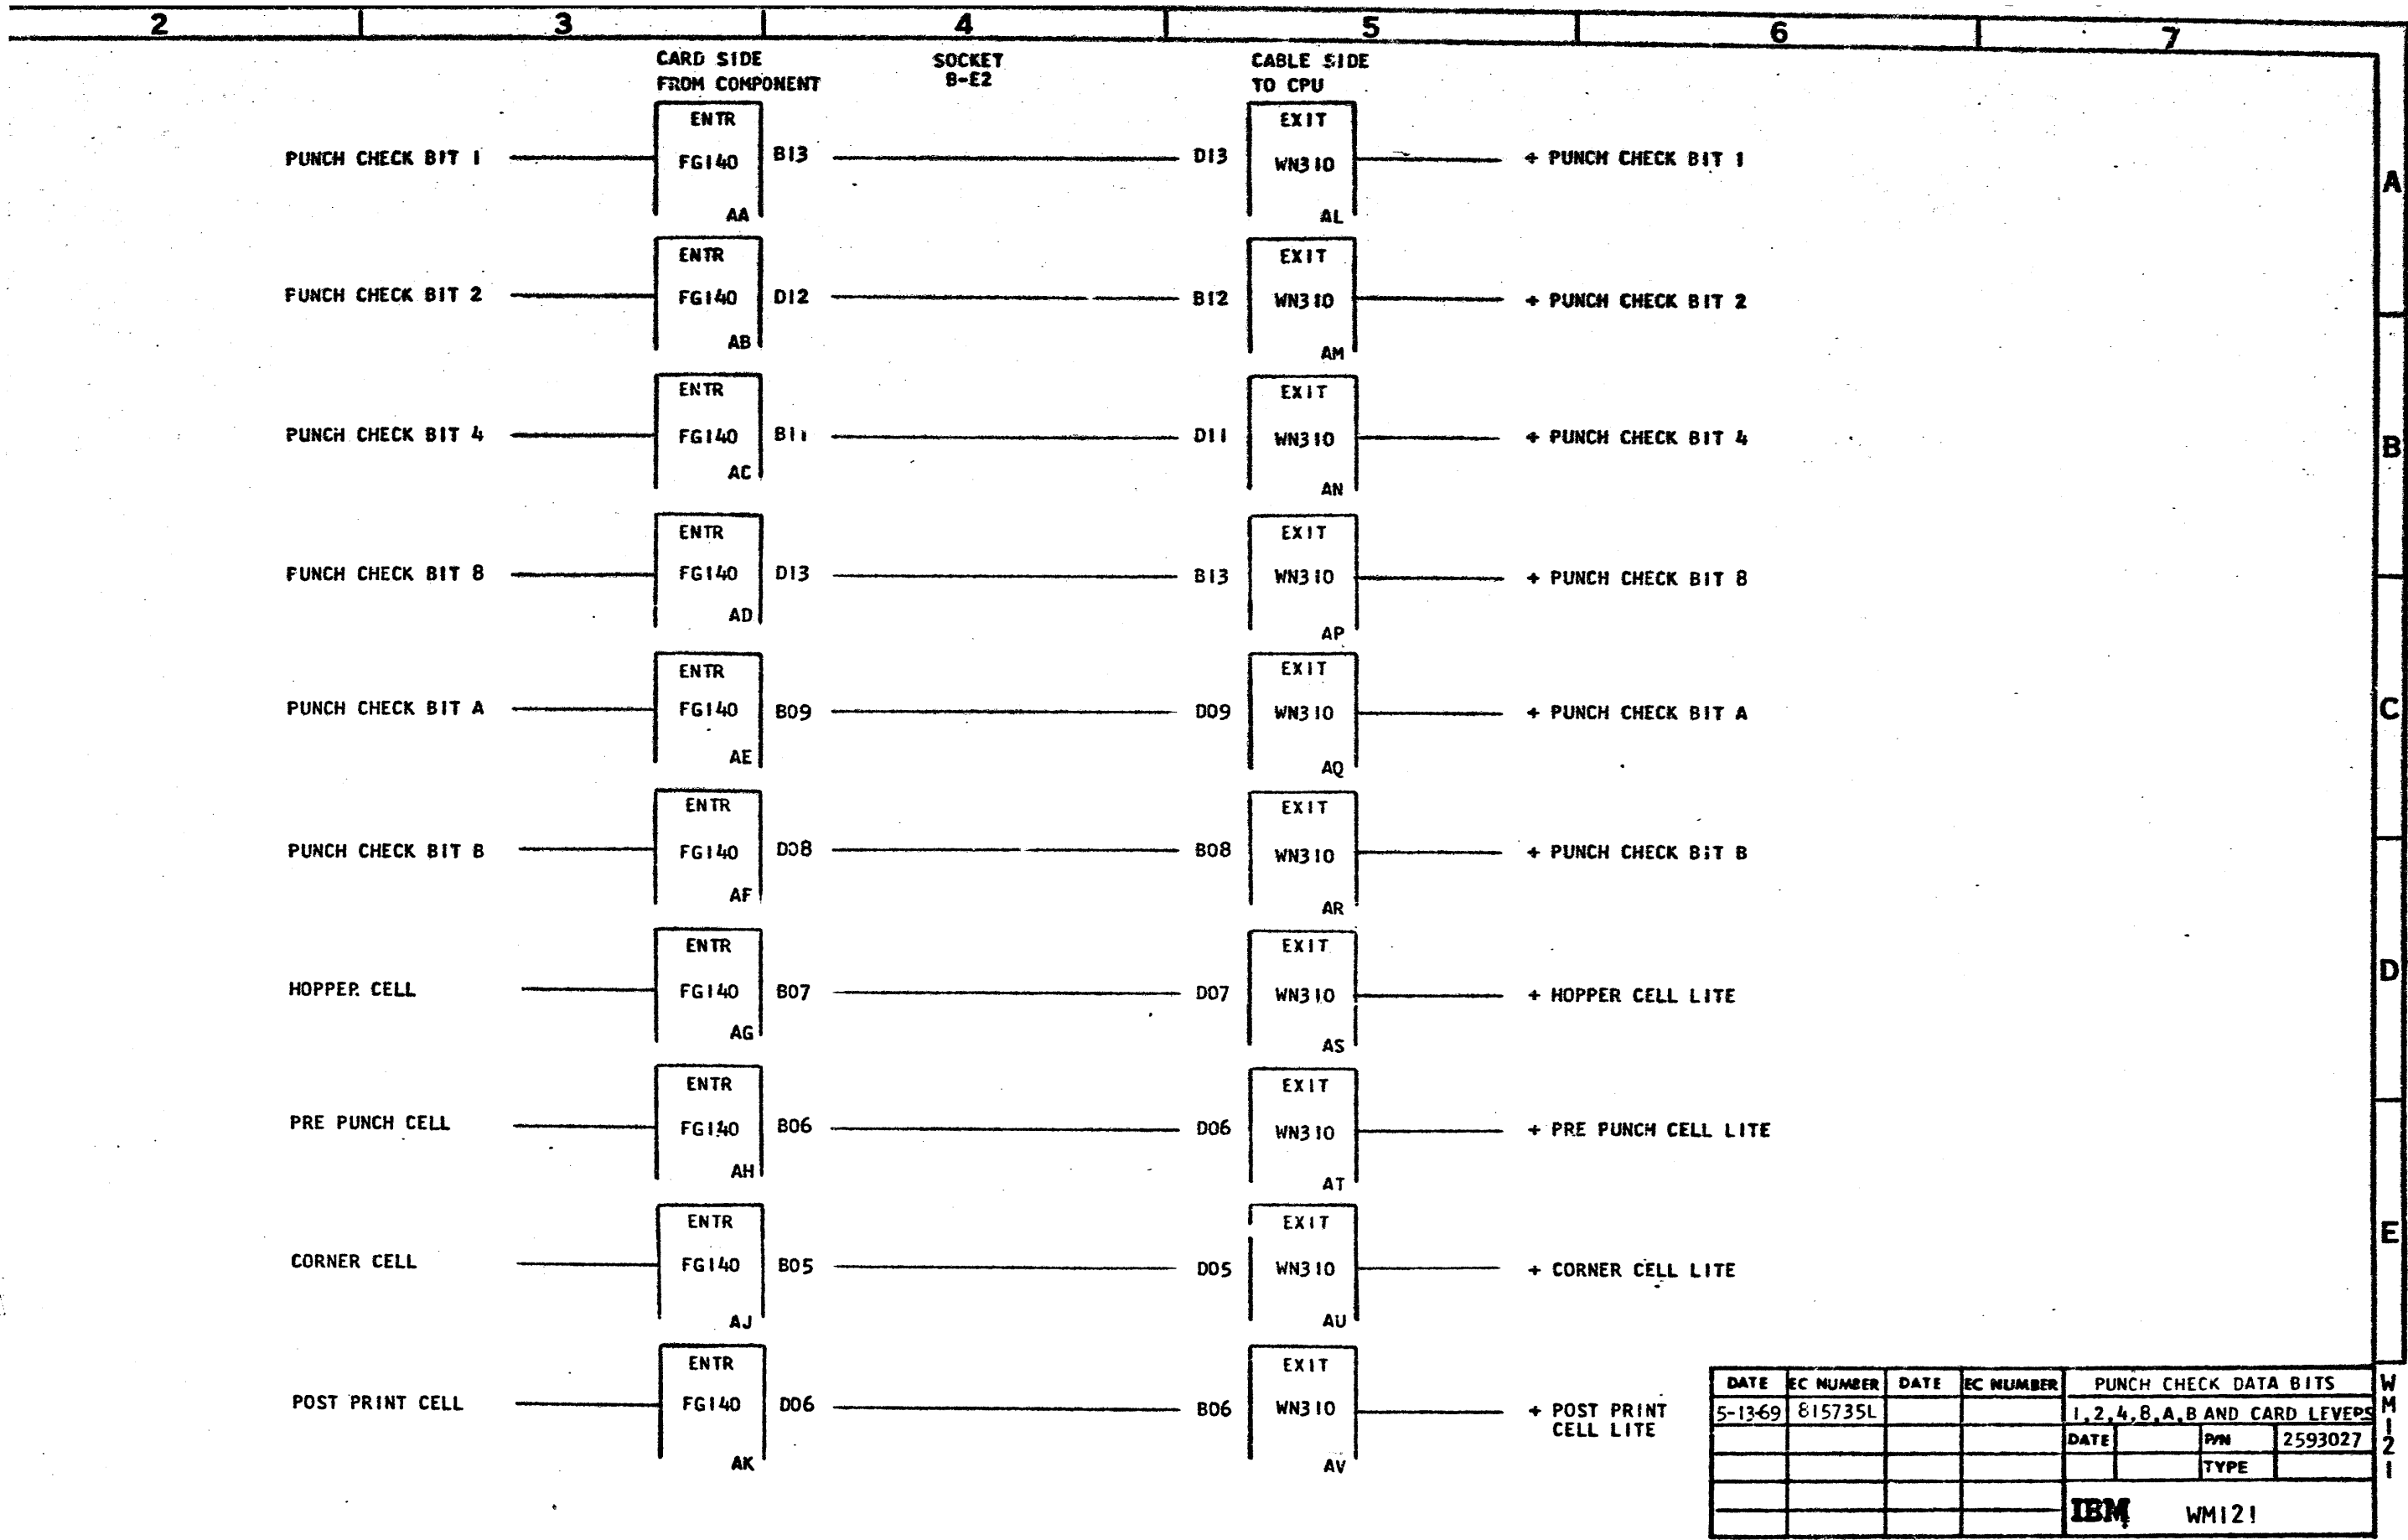 2 3 4 5 6 7
CARD SIDE
FROM COMPONENT
SOCKET
B-E2
CABLE SIDE
TO CPU
PUNCH CHECK BIT 1 ENTR FG140 AA B13 D13 EXIT WN310 AL + PUNCH CHECK BIT 1
A
PUNCH CHECK BIT 2 ENTR FG140 AB D12 B12 EXIT WN310 AM + PUNCH CHECK BIT 2
PUNCH CHECK BIT 4 ENTR FG140 AC B11 D11 EXIT WN310 AN + PUNCH CHECK BIT 4
B
PUNCH CHECK BIT 8 ENTR FG140 AD D13 B13 EXIT WN310 AP + PUNCH CHECK BIT 8
PUNCH CHECK BIT A ENTR FG140 AE B09 D09 EXIT WN310 AQ + PUNCH CHECK BIT A
C
PUNCH CHECK BIT B ENTR FG140 AF D08 B08 EXIT WN310 AR + PUNCH CHECK BIT B
HOPPER CELL ENTR FG140 AG B07 D07 EXIT WN310 AS + HOPPER CELL LITE
D
PRE PUNCH CELL ENTR FG140 AH B06 D06 EXIT WN310 AT + PRE PUNCH CELL LITE
CORNER CELL ENTR FG140 AJ B05 D05 EXIT WN310 AU + CORNER CELL LITE
E
POST PRINT CELL ENTR FG140 AK D06 B06 EXIT WN310 AV + POST PRINT
CELL LITE
DATE EC NUMBER DATE EC NUMBER PUNCH CHECK DATA BITS
5-13-69 815735L 1,2,4,8,A,B AND CARD LEVERS
DATE P/N 2593027
TYPE
IBM WM121
WM121